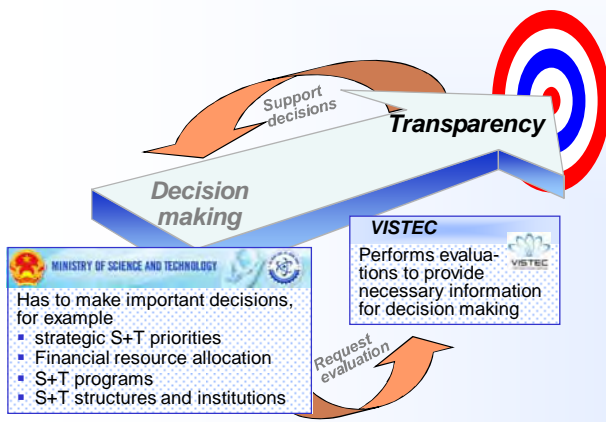 Support
decisions
Transparency
Decision
making
VISTEC
VISTEC
Performs evalua-
tions to provide
necessary information
for decision making
MINISTRY OF SCIENCE AND TECHNOLOGY
Has to make important decisions,
for example
▪ strategic S+T priorities
▪ Financial resource allocation
▪ S+T programs
▪ S+T structures and institutions
Request
evaluation